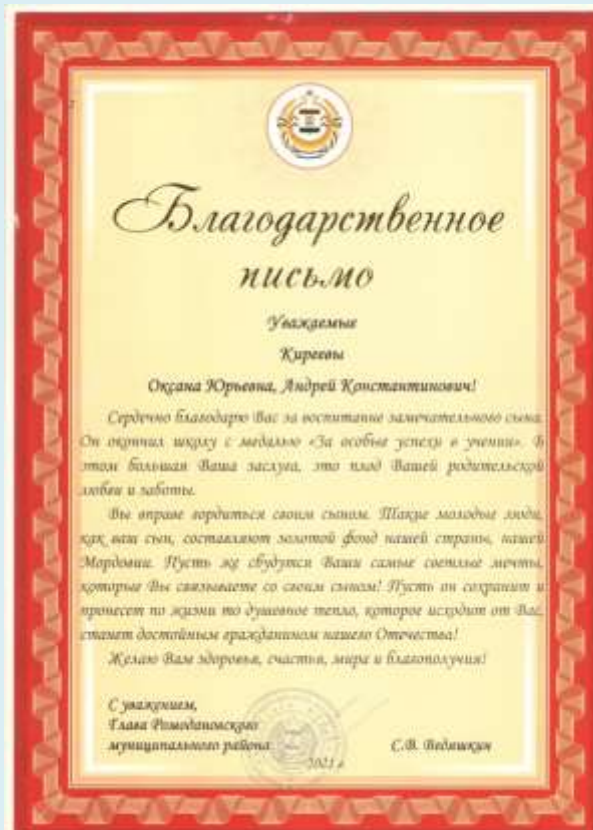 Благодарственное
письмо
Уважаемые
Киреевы
Оксана Юрьевна, Андрей Константинович!
Сердечно благодарю Вас за воспитание замечательного сына.
Он окончил школу с медалью «За особые успехи в учении». В
этом большая Ваша заслуга, это плод Вашей родительской
любви и заботы.
Вы вправе гордиться своим сыном. Такие молодые люди,
как ваш сын, составляют золотой фонд нашей страны, нашей
Мордовии. Пусть же сбудутся Ваши самые светлые мечты,
которые Вы связываете со своим сыном! Пусть он сохранит и
пронесет по жизни то душевное тепло, которое исходит от Вас,
станет достойным гражданином нашего Отечества!
Желаю Вам здоровья, счастья, мира и благополучия!
С уважением,
Глава Ромодановского
муниципального района С.В. Ведяшкин
2021 г